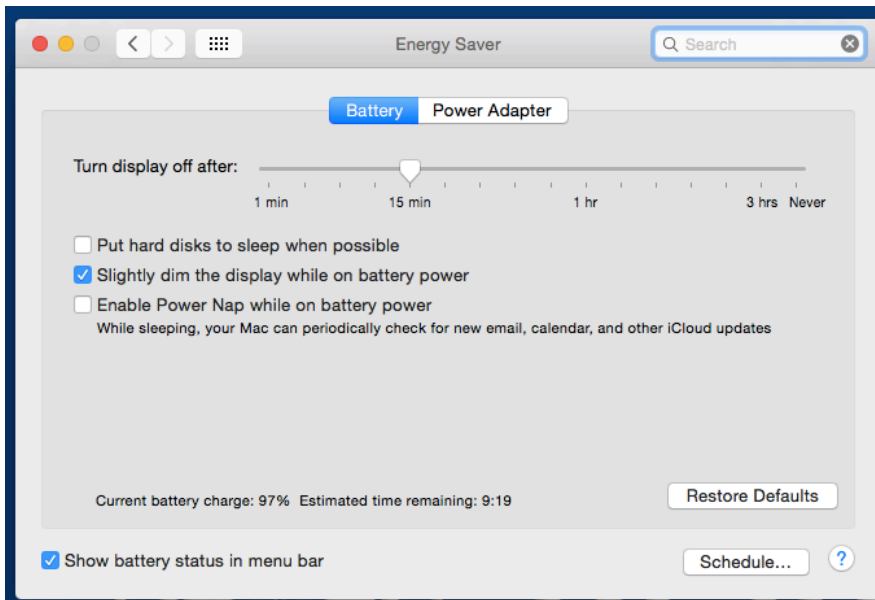 Energy Saver
Search
Battery Power Adapter
Turn display off after:
1 min 15 min 1 hr 3 hrs Never
Put hard disks to sleep when possible
Slightly dim the display while on battery power
Enable Power Nap while on battery power
While sleeping, your Mac can periodically check for new email, calendar, and other iCloud updates
Current battery charge: 97% Estimated time remaining: 9:19
Restore Defaults
Show battery status in menu bar
Schedule... ?